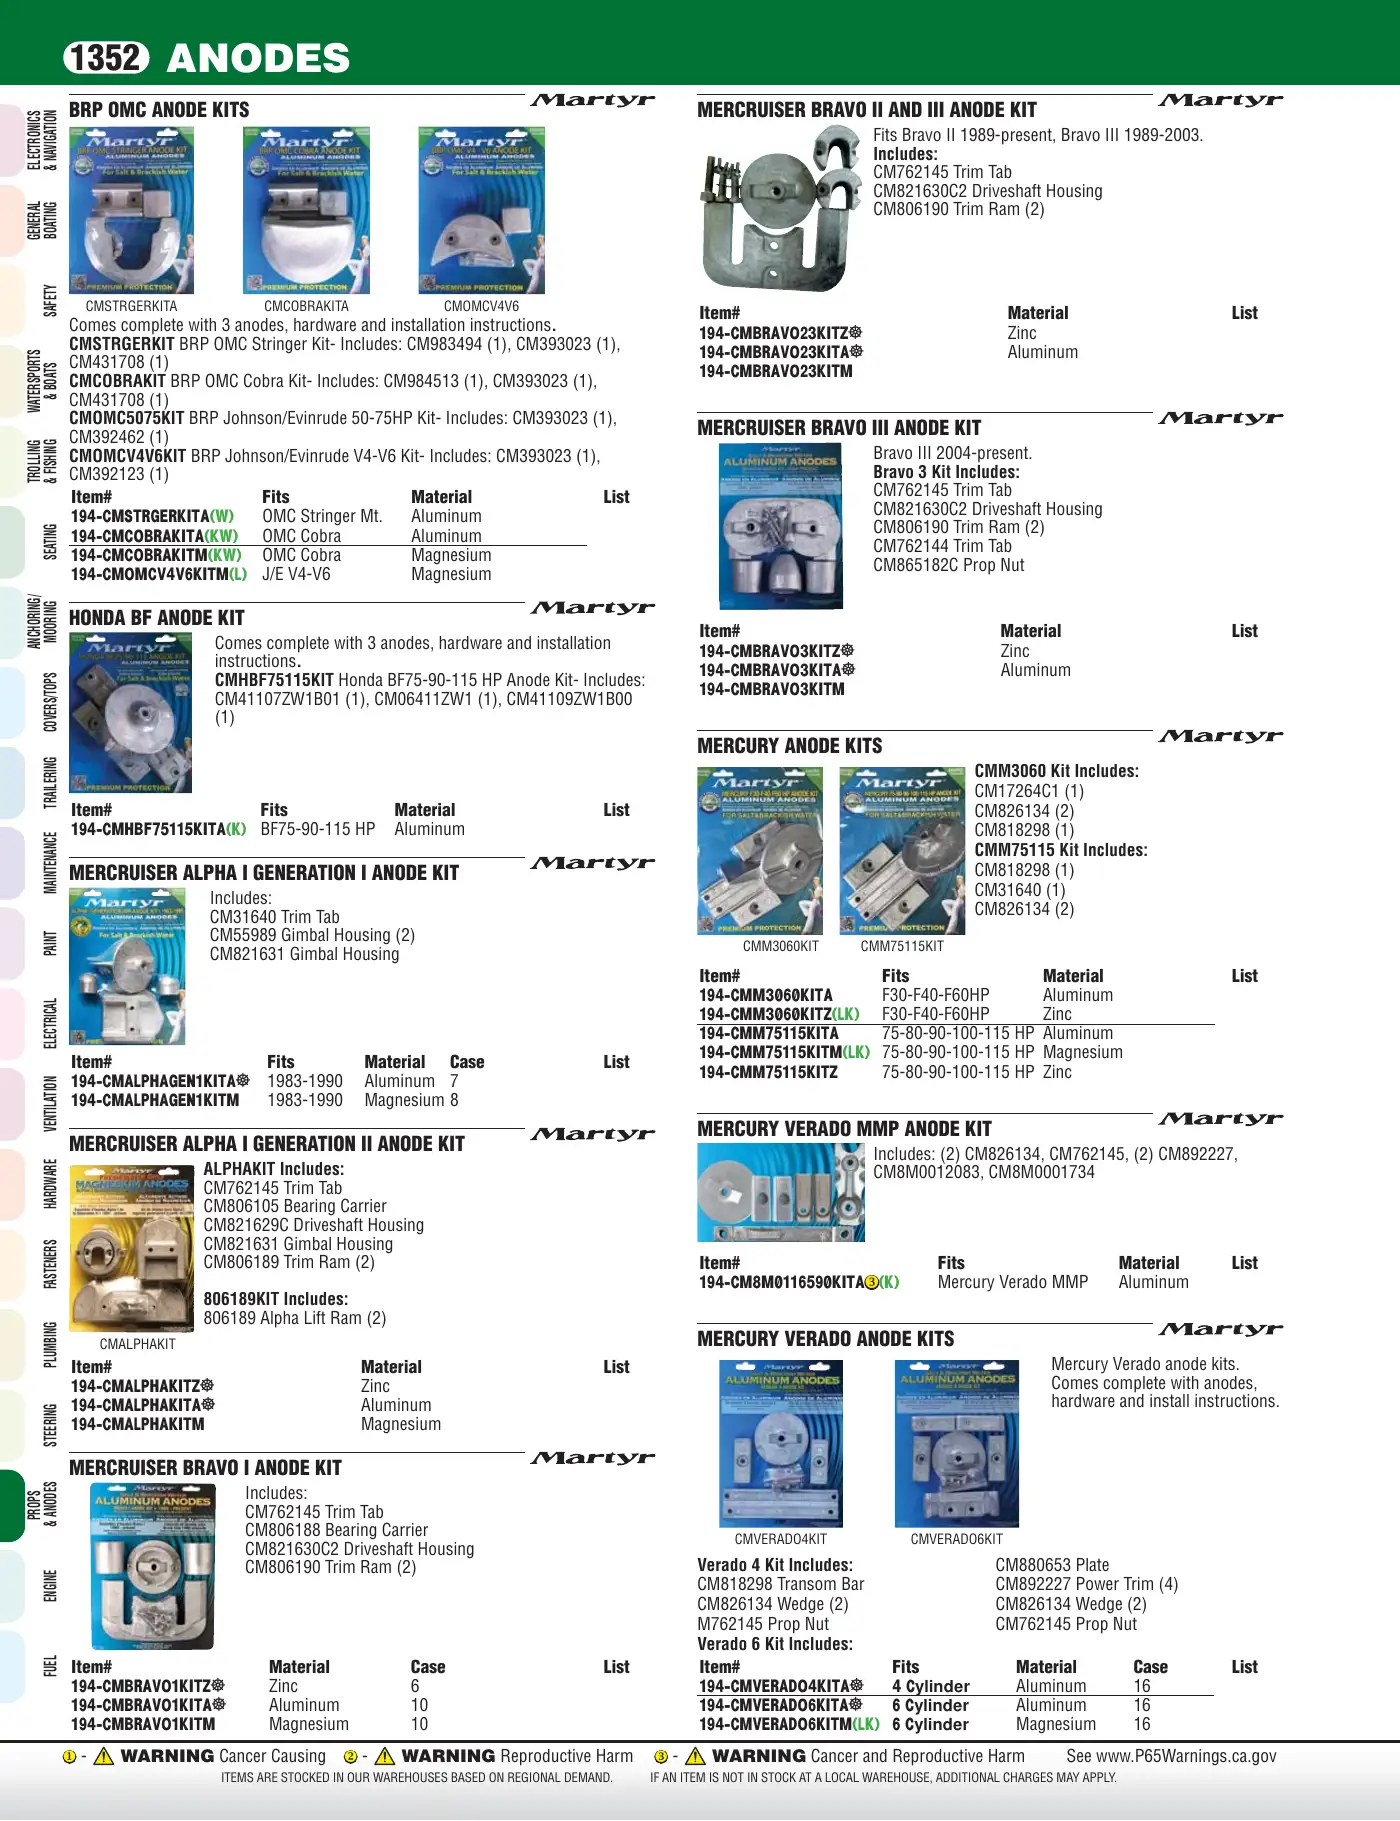 1352 ANODES
ELECTRONICS & NAVIGATION
GENERAL BOATING
SAFETY
WATERSPORTS & BOATS
TROLLING & FISHING
SEATING
ANCHORING/ MOORING
COVERS/TOPS
TRAILERING
MAINTENANCE
PAINT
ELECTRICAL
VENTILATION
HARDWARE
FASTENERS
PLUMBING
STEERING
PROPS & ANODES
ENGINE
FUEL
BRP OMC ANODE KITS
Martyr
CMSTRGERKITA CMCOBRAKITA CMOMCV4V6
Comes complete with 3 anodes, hardware and installation instructions.
CMSTRGERKIT BRP OMC Stringer Kit- Includes: CM983494 (1), CM393023 (1),
CM431708 (1)
CMCOBRAKIT BRP OMC Cobra Kit- Includes: CM984513 (1), CM393023 (1),
CM431708 (1)
CMOMC5075KIT BRP Johnson/Evinrude 50-75HP Kit- Includes: CM393023 (1),
CM392462 (1)
CMOMCV4V6KIT BRP Johnson/Evinrude V4-V6 Kit- Includes: CM393023 (1),
CM392123 (1)
Item# Fits Material List
194-CMSTRGERKITA(W) OMC Stringer Mt. Aluminum
194-CMCOBRAKITA(KW) OMC Cobra Aluminum
194-CMCOBRAKITM(KW) OMC Cobra Magnesium
194-CMOMCV4V6KITM(L) J/E V4-V6 Magnesium
HONDA BF ANODE KIT
Martyr
Comes complete with 3 anodes, hardware and installation
instructions.
CMHBF75115KIT Honda BF75-90-115 HP Anode Kit- Includes:
CM41107ZW1B01 (1), CM06411ZW1 (1), CM41109ZW1B00
(1)
Item# Fits Material List
194-CMHBF75115KITA(K) BF75-90-115 HP Aluminum
MERCRUISER ALPHA I GENERATION I ANODE KIT
Martyr
Includes:
CM31640 Trim Tab
CM55989 Gimbal Housing (2)
CM821631 Gimbal Housing
Item# Fits Material Case List
194-CMALPHAGEN1KITA☸ 1983-1990 Aluminum 7
194-CMALPHAGEN1KITM 1983-1990 Magnesium 8
MERCRUISER ALPHA I GENERATION II ANODE KIT
Martyr
ALPHAKIT Includes:
CM762145 Trim Tab
CM806105 Bearing Carrier
CM821629C Driveshaft Housing
CM821631 Gimbal Housing
CM806189 Trim Ram (2)
806189KIT Includes:
806189 Alpha Lift Ram (2)
CMALPHAKIT
Item# Material List
194-CMALPHAKITZ☸ Zinc
194-CMALPHAKITA☸ Aluminum
194-CMALPHAKITM Magnesium
MERCRUISER BRAVO I ANODE KIT
Martyr
Includes:
CM762145 Trim Tab
CM806188 Bearing Carrier
CM821630C2 Driveshaft Housing
CM806190 Trim Ram (2)
Item# Material Case List
194-CMBRAVO1KITZ☸ Zinc 6
194-CMBRAVO1KITA☸ Aluminum 10
194-CMBRAVO1KITM Magnesium 10
MERCRUISER BRAVO II AND III ANODE KIT
Martyr
Fits Bravo II 1989-present, Bravo III 1989-2003.
Includes:
CM762145 Trim Tab
CM821630C2 Driveshaft Housing
CM806190 Trim Ram (2)
Item# Material List
194-CMBRAVO23KITZ☸ Zinc
194-CMBRAVO23KITA☸ Aluminum
194-CMBRAVO23KITM
MERCRUISER BRAVO III ANODE KIT
Martyr
Bravo III 2004-present.
Bravo 3 Kit Includes:
CM762145 Trim Tab
CM821630C2 Driveshaft Housing
CM806190 Trim Ram (2)
CM762144 Trim Tab
CM865182C Prop Nut
Item# Material List
194-CMBRAVO3KITZ☸ Zinc
194-CMBRAVO3KITA☸ Aluminum
194-CMBRAVO3KITM
MERCURY ANODE KITS
Martyr
CMM3060 Kit Includes:
CM17264C1 (1)
CM826134 (2)
CM818298 (1)
CMM75115 Kit Includes:
CM818298 (1)
CM31640 (1)
CM826134 (2)
CMM3060KIT CMM75115KIT
Item# Fits Material List
194-CMM3060KITA F30-F40-F60HP Aluminum
194-CMM3060KITZ(LK) F30-F40-F60HP Zinc
194-CMM75115KITA 75-80-90-100-115 HP Aluminum
194-CMM75115KITM(LK) 75-80-90-100-115 HP Magnesium
194-CMM75115KITZ 75-80-90-100-115 HP Zinc
MERCURY VERADO MMP ANODE KIT
Martyr
Includes: (2) CM826134, CM762145, (2) CM892227,
CM8M0012083, CM8M0001734
Item# Fits Material List
194-CM8M0116590KITA3(K) Mercury Verado MMP Aluminum
MERCURY VERADO ANODE KITS
Martyr
Mercury Verado anode kits.
Comes complete with anodes,
hardware and install instructions.
CMVERADO4KIT CMVERADO6KIT
Verado 4 Kit Includes:
CM818298 Transom Bar
CM826134 Wedge (2)
M762145 Prop Nut
Verado 6 Kit Includes:
CM880653 Plate
CM892227 Power Trim (4)
CM826134 Wedge (2)
CM762145 Prop Nut
Item# Fits Material Case List
194-CMVERADO4KITA☸ 4 Cylinder Aluminum 16
194-CMVERADO6KITA☸ 6 Cylinder Aluminum 16
194-CMVERADO6KITM(LK) 6 Cylinder Magnesium 16
1 - WARNING Cancer Causing 2 - WARNING Reproductive Harm 3 - WARNING Cancer and Reproductive Harm See www.P65Warnings.ca.gov
ITEMS ARE STOCKED IN OUR WAREHOUSES BASED ON REGIONAL DEMAND. IF AN ITEM IS NOT IN STOCK AT A LOCAL WAREHOUSE, ADDITIONAL CHARGES MAY APPLY.